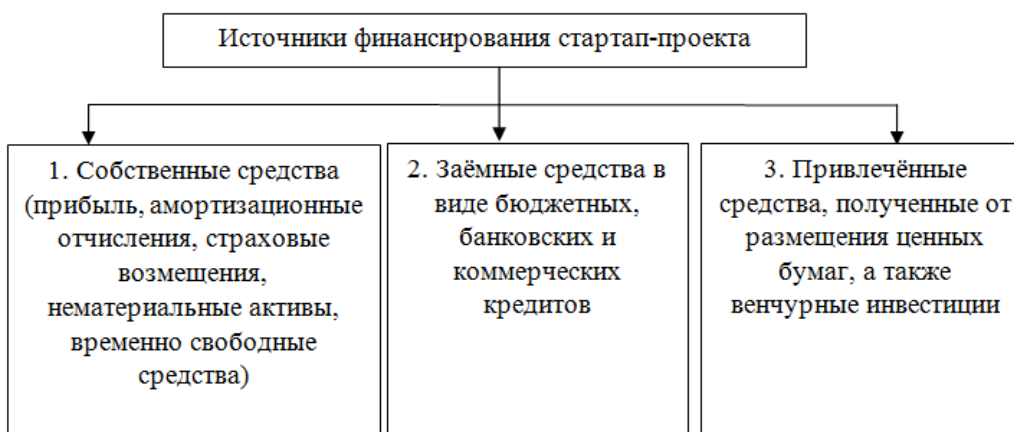 Источники финансирования стартап-проекта
1. Собственные средства
(прибыль, амортизационные
отчисления, страховые
возмещения,
нематериальные активы,
временно свободные
средства)
2. Заёмные средства в
виде бюджетных,
банковских и
коммерческих
кредитов
3. Привлечённые
средства, полученные от
размещения ценных
бумаг, а также
венчурные инвестиции